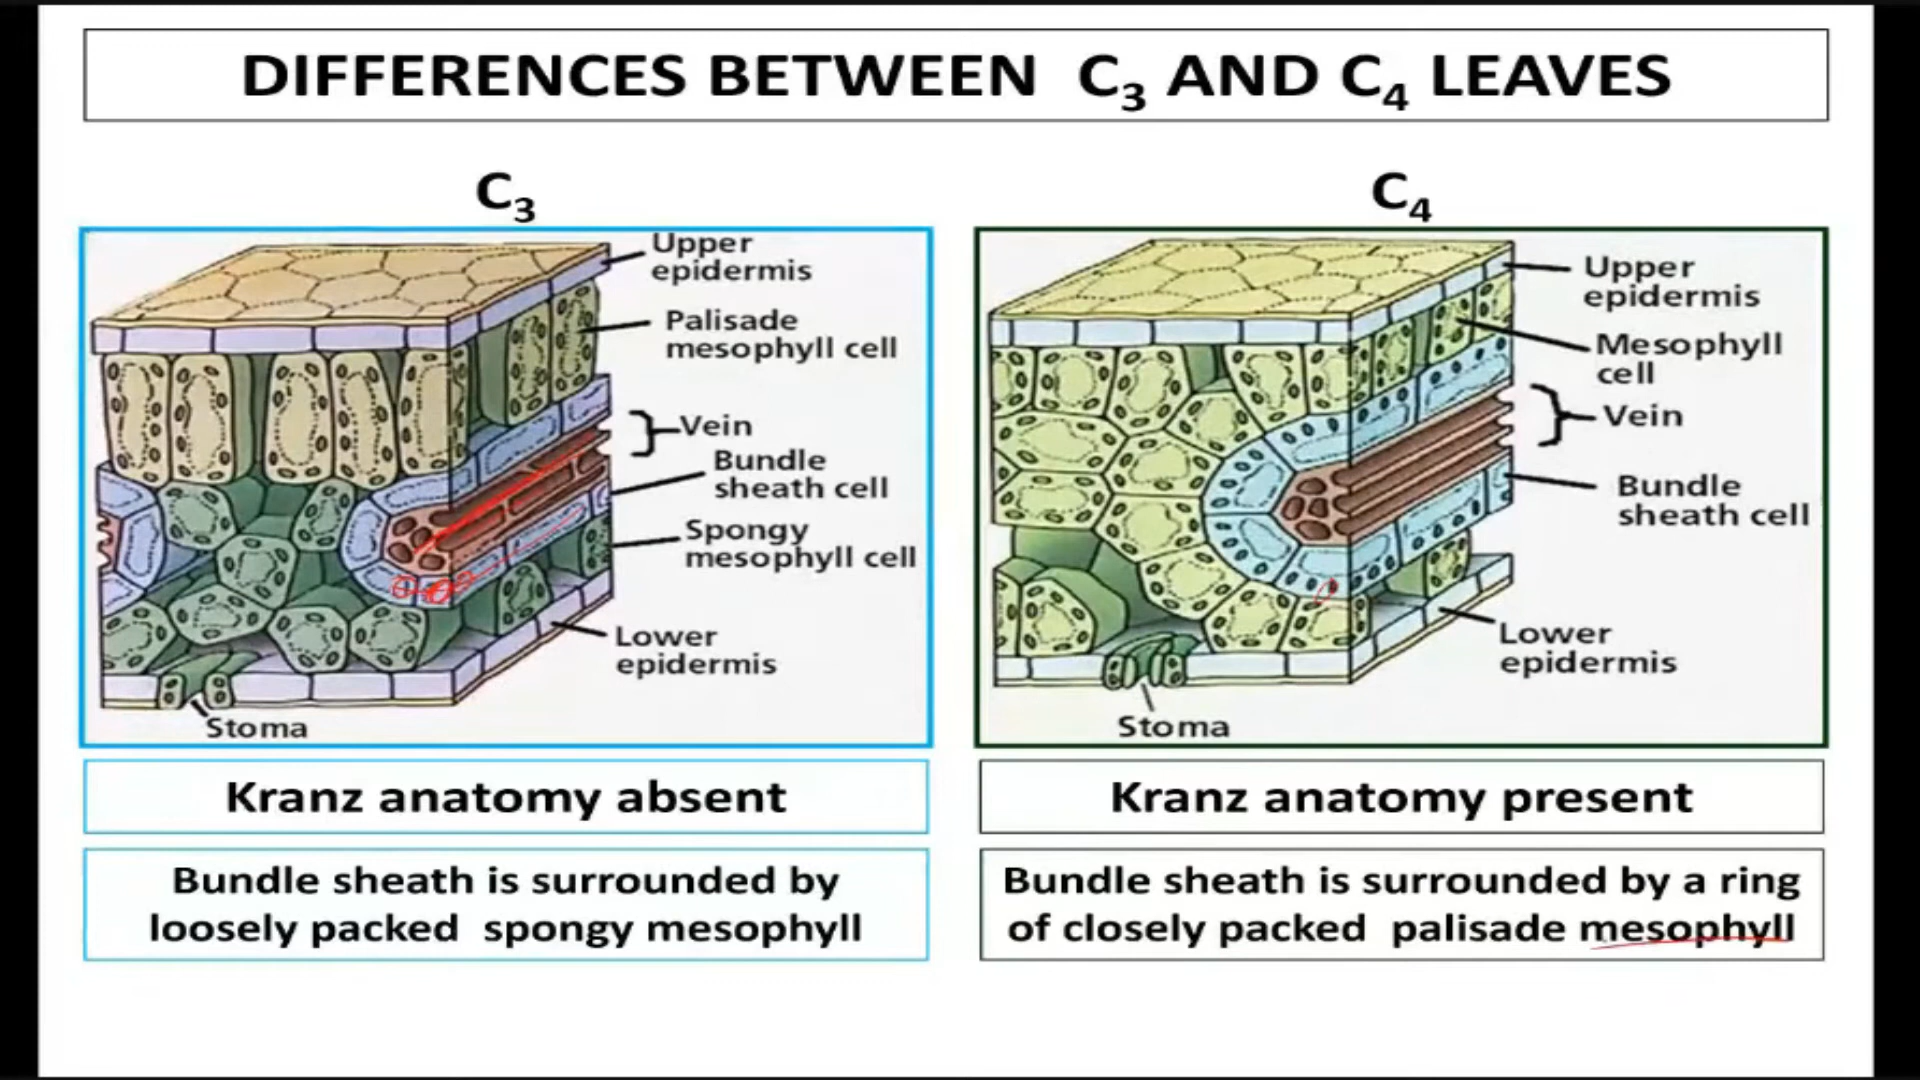 DIFFERENCES BETWEEN C₃ AND C₄ LEAVES
C₃
Upper
epidermis
Palisade
mesophyll cell
Vein
Bundle
sheath cell
Spongy
mesophyll cell
Lower
epidermis
Stoma
Kranz anatomy absent
Bundle sheath is surrounded by
loosely packed spongy mesophyll
C₄
Upper
epidermis
Mesophyll
cell
Vein
Bundle
sheath cell
Lower
epidermis
Stoma
Kranz anatomy present
Bundle sheath is surrounded by a ring
of closely packed palisade mesophyll